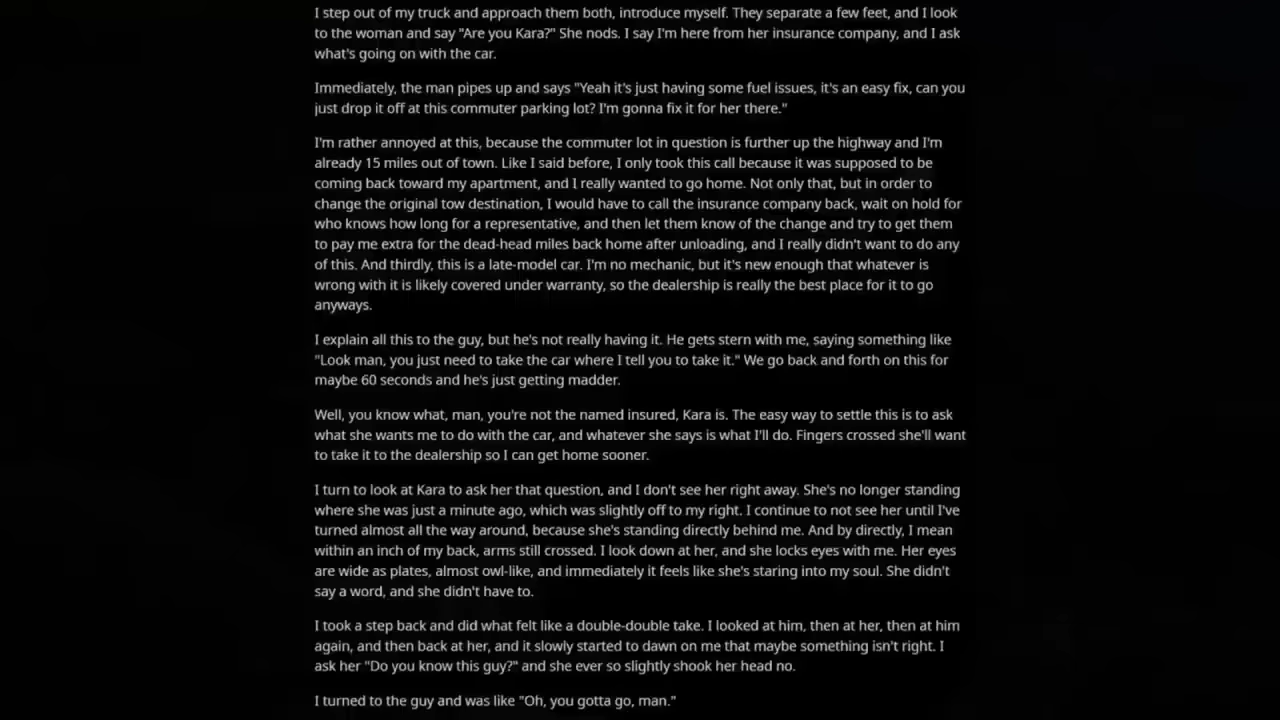 I step out of my truck and approach them both, introduce myself. They separate a few feet, and I look
to the woman and say "Are you Kara?" She nods. I say I'm here from her insurance company, and I ask
what's going on with the car.
Immediately, the man pipes up and says "Yeah it's just having some fuel issues, it's an easy fix, can you
just drop it off at this commuter parking lot? I'm gonna fix it for her there."
I'm rather annoyed at this, because the commuter lot in question is further up the highway and I'm
already 15 miles out of town. Like I said before, I only took this call because it was supposed to be
coming back toward my apartment, and I really wanted to go home. Not only that, but in order to
change the original tow destination, I would have to call the insurance company back, wait on hold for
who knows how long for a representative, and then let them know of the change and try to get them
to pay me extra for the dead-head miles back home after unloading, and I really didn't want to do any
of this. And thirdly, this is a late-model car. I'm no mechanic, but it's new enough that whatever is
wrong with it is likely covered under warranty, so the dealership is really the best place for it to go
anyways.
I explain all this to the guy, but he's not really having it. He gets stern with me, saying something like
"Look man, you just need to take the car where I tell you to take it." We go back and forth on this for
maybe 60 seconds and he's just getting madder.
Well, you know what, man, you're not the named insured, Kara is. The easy way to settle this is to ask
what she wants me to do with the car, and whatever she says is what I'll do. Fingers crossed she'll want
to take it to the dealership so I can get home sooner.
I turn to look at Kara to ask her that question, and I don't see her right away. She's no longer standing
where she was just a minute ago, which was slightly off to my right. I continue to not see her until I've
turned almost all the way around, because she's standing directly behind me. And by directly, I mean
within an inch of my back, arms still crossed. I look down at her, and she locks eyes with me. Her eyes
are wide as plates, almost owl-like, and immediately it feels like she's staring into my soul. She didn't
say a word, and she didn't have to.
I took a step back and did what felt like a double-double take. I looked at him, then at her, then at him
again, and then back at her, and it slowly started to dawn on me that maybe something isn't right. I
ask her "Do you know this guy?" and she ever so slightly shook her head no.
I turned to the guy and was like "Oh, you gotta go, man."